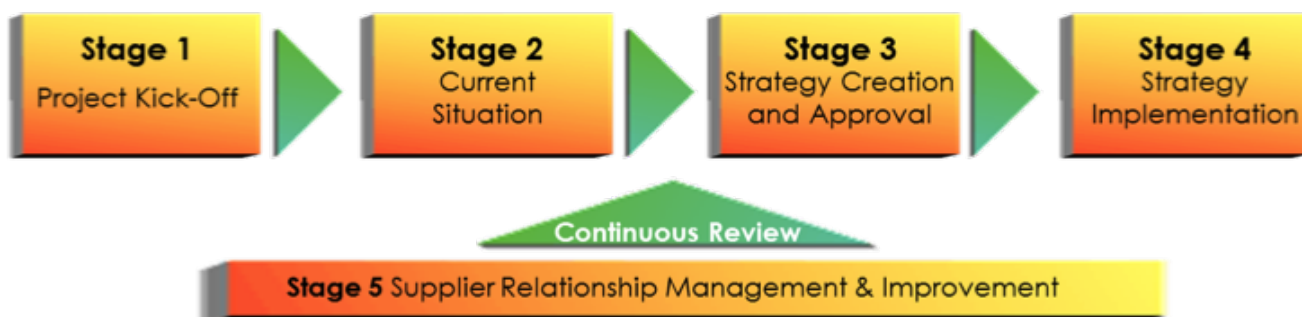 Stage 1
Project Kick-Off
Stage 2
Current
Situation
Stage 3
Strategy Creation
and Approval
Stage 4
Strategy
Implementation
Continuous Review
Stage 5 Supplier Relationship Management & Improvement